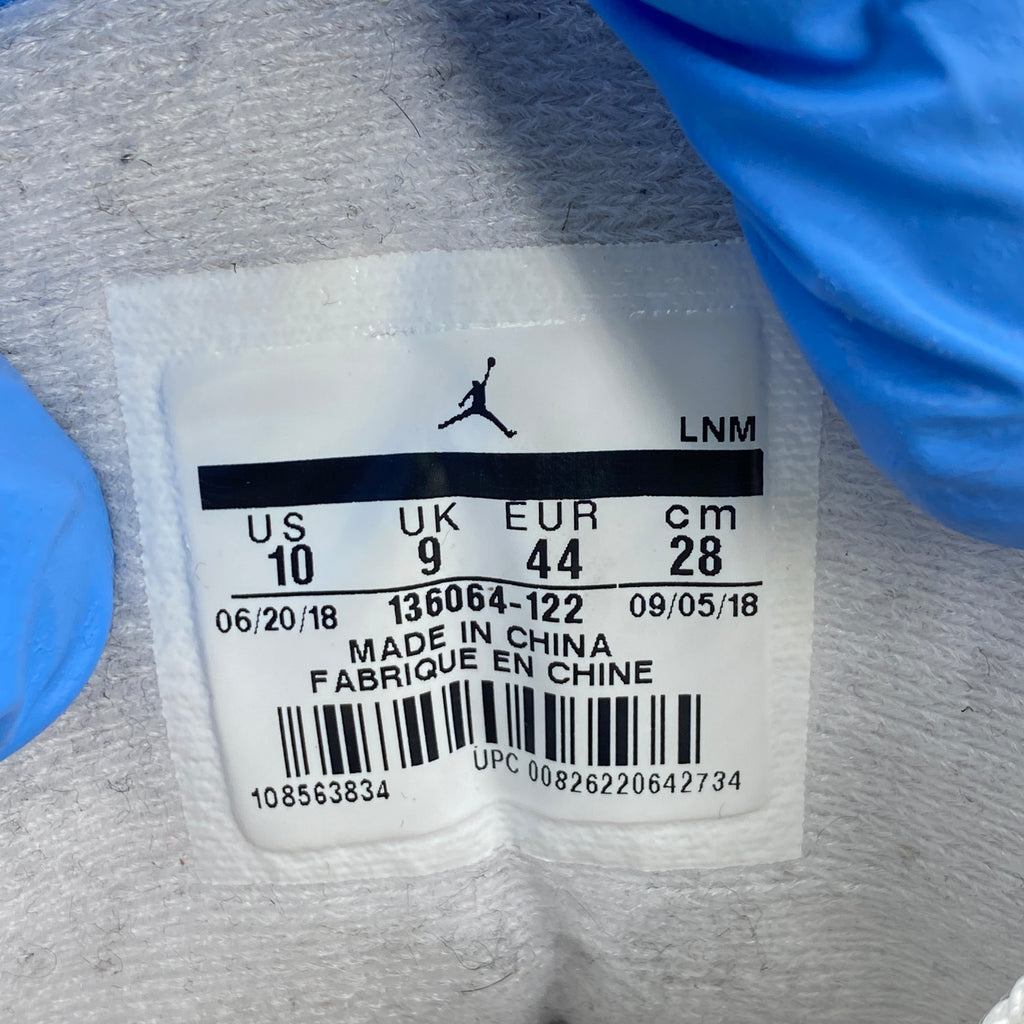 LNM
US UK EUR cm
10 9 44 28
06/20/18 136064-122 09/05/18
MADE IN CHINA
FABRIQUE EN CHINE
108563834 UPC 00826220642734